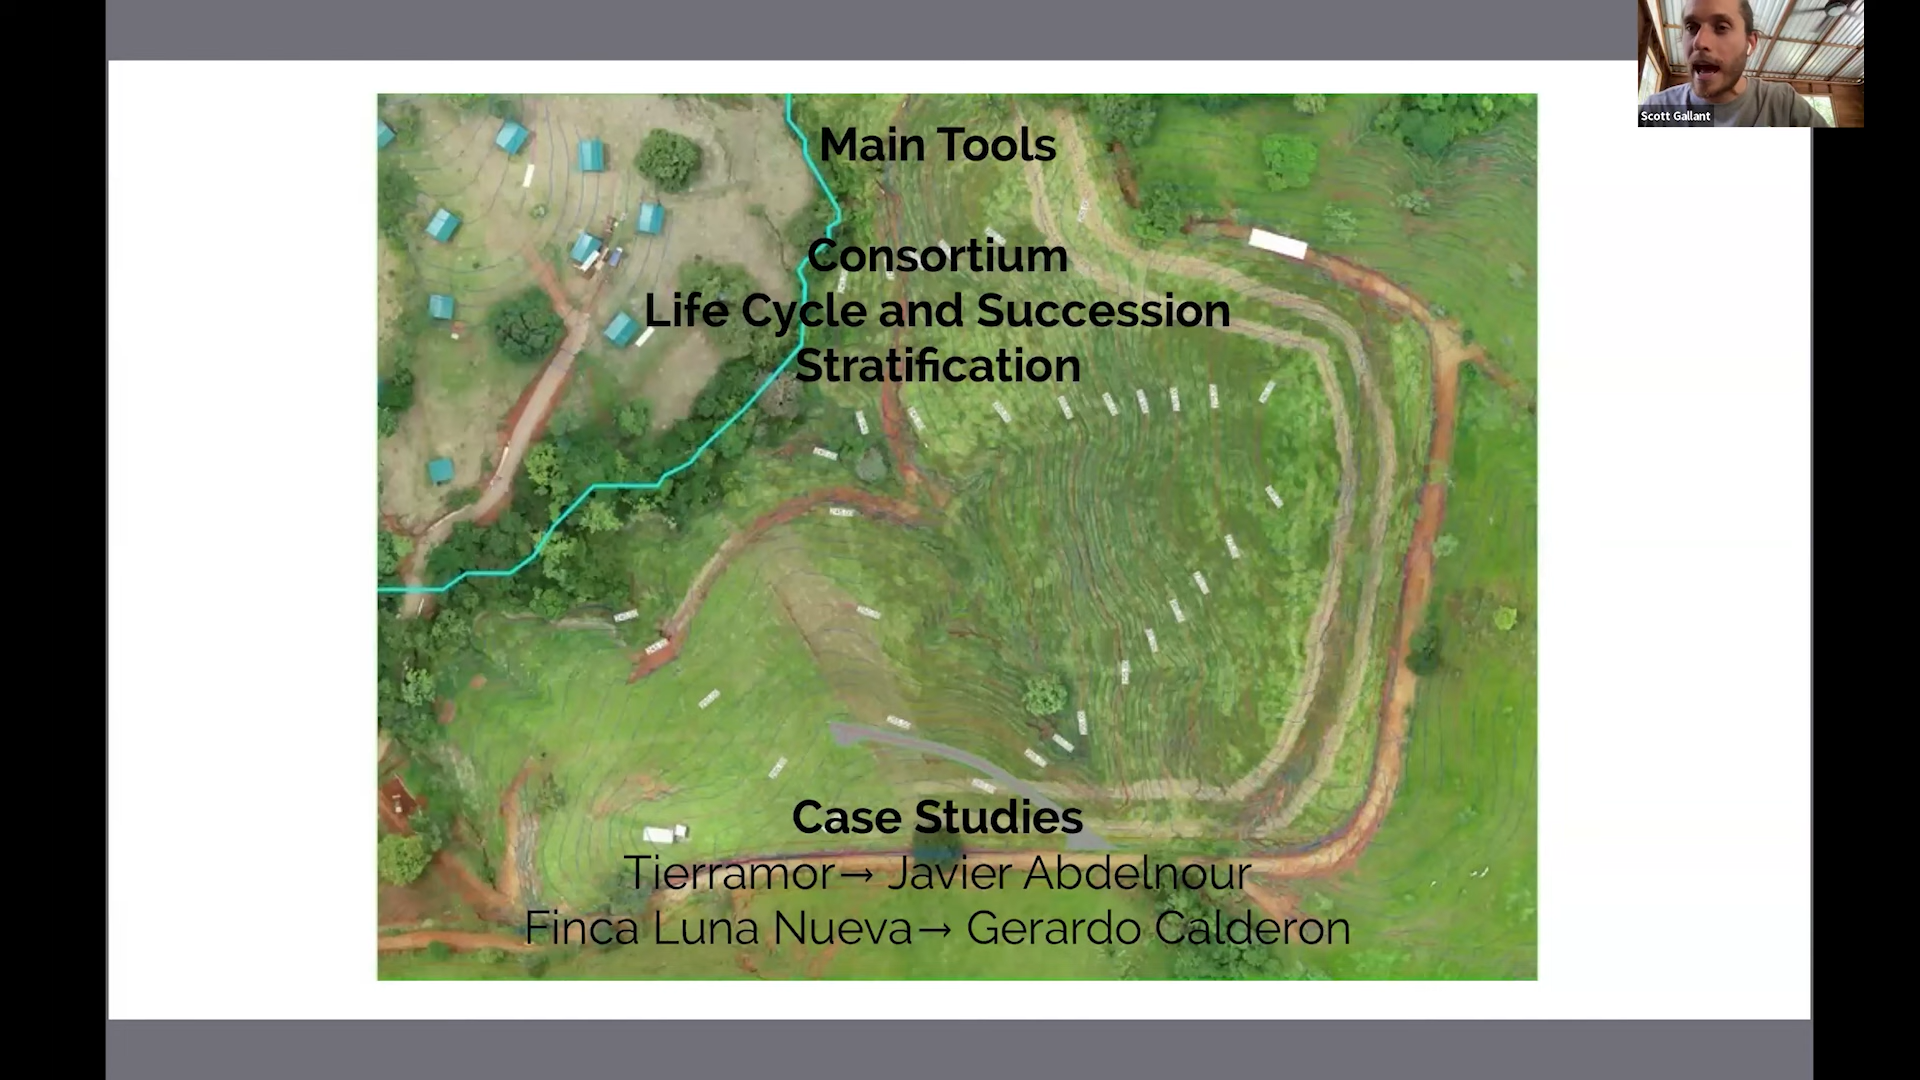 Scott Gallant
Main Tools
Consortium
Life Cycle and Succession
Stratification
Case Studies
Tierramor→ Javier Abdelnour
Finca Luna Nueva→ Gerardo Calderon